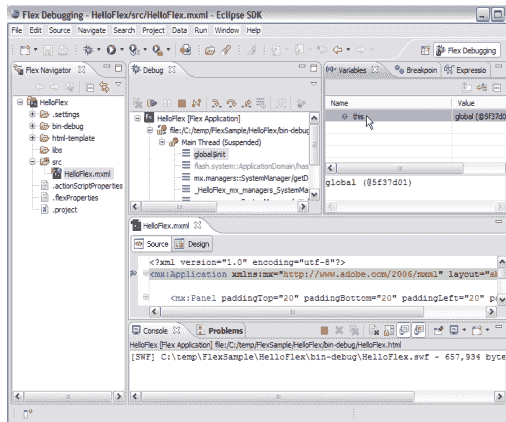 Flex Debugging - HelloFlex/src/HelloFlex.mxml - Eclipse SDK
File Edit Source Navigate Search Project Data Run Window Help
Flex Debugging
Flex Navigator
HelloFlex
.settings
bin-debug
html-template
libs
src
HelloFlex.mxml
.actionScriptProperties
.flexProperties
.project
Debug
HelloFlex [Flex Application]
file:/C:/temp/FlexSample/HelloFlex/bin-debug
Main Thread (Suspended)
global$init
flash.system::ApplicationDomain/has
mx.managers::SystemManager/getD
_HelloFlex_mx_managers_SystemMa
Variables Breakpoin Expressio
Name Value
this global (@5f37d0
global (@5f37d01)
HelloFlex.mxml
Source Design
<?xml version="1.0" encoding="utf-8"?>
<mx:Application xmlns:mx="http://www.adobe.com/2006/mxml" layout="ab
<mx:Panel paddingTop="20" paddingBottom="20" paddingLeft="20" pa
Console Problems
HelloFlex [Flex Application] file:/C:/temp/FlexSample/HelloFlex/bin-debug/HelloFlex.html
[SWF] C:\temp\FlexSample\HelloFlex\bin-debug\HelloFlex.swf - 657,934 byte